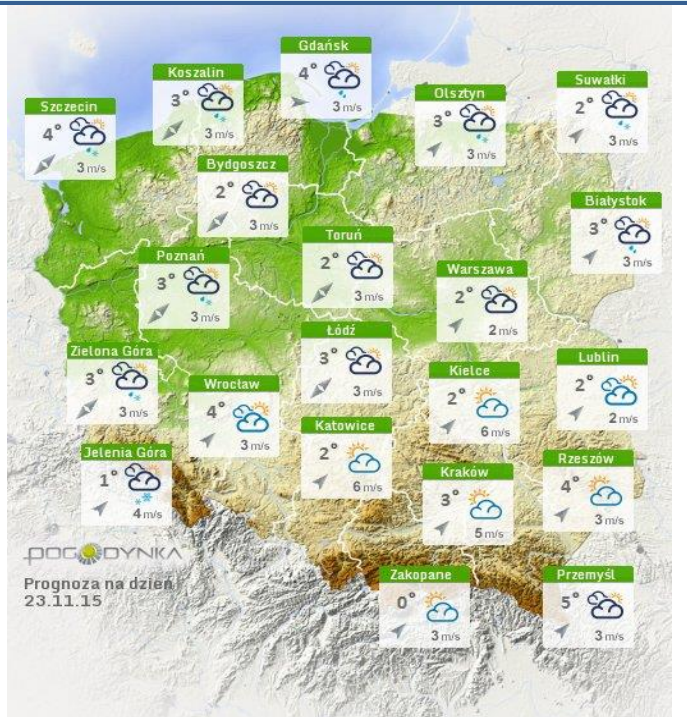 Gdańsk
4°
3 m/s
Koszalin
3°
3 m/s
Szczecin
4°
3 m/s
Olsztyn
3°
3 m/s
Suwałki
2°
3 m/s
Bydgoszcz
2°
3 m/s
Białystok
3°
3 m/s
Toruń
2°
3 m/s
Poznań
3°
3 m/s
Warszawa
2°
2 m/s
Łódź
3°
3 m/s
Zielona Góra
3°
3 m/s
Wrocław
4°
3 m/s
Kielce
2°
6 m/s
Lublin
2°
2 m/s
Katowice
2°
6 m/s
Jelenia Góra
1°
4 m/s
Kraków
3°
5 m/s
Rzeszów
4°
3 m/s
POGODYNKA
Prognoza na dzień
23.11.15
Zakopane
0°
3 m/s
Przemyśl
5°
3 m/s